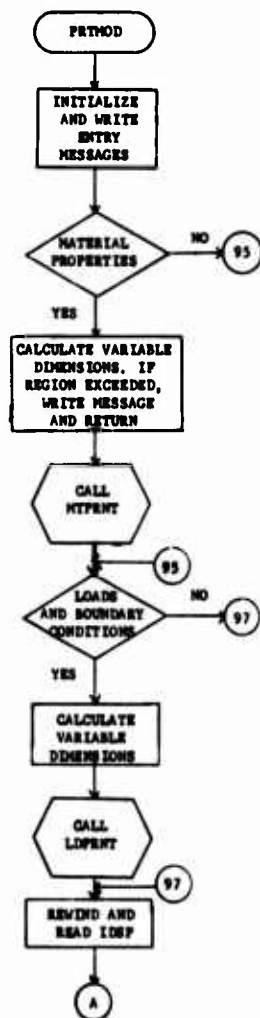 PRTMOD
INITIALIZE
AND WRITE
ENTRY
MESSAGES
MATERIAL
PROPERTIES
NO
95
YES
CALCULATE VARIABLE
DIMENSIONS. IF
REGION EXCEEDED,
WRITE MESSAGE
AND RETURN
CALL
MTPRNT
95
LOADS
AND BOUNDARY
CONDITIONS
NO
97
YES
CALCULATE
VARIABLE
DIMENSIONS
CALL
LDPRNT
97
REWIND AND
READ IDSP
A